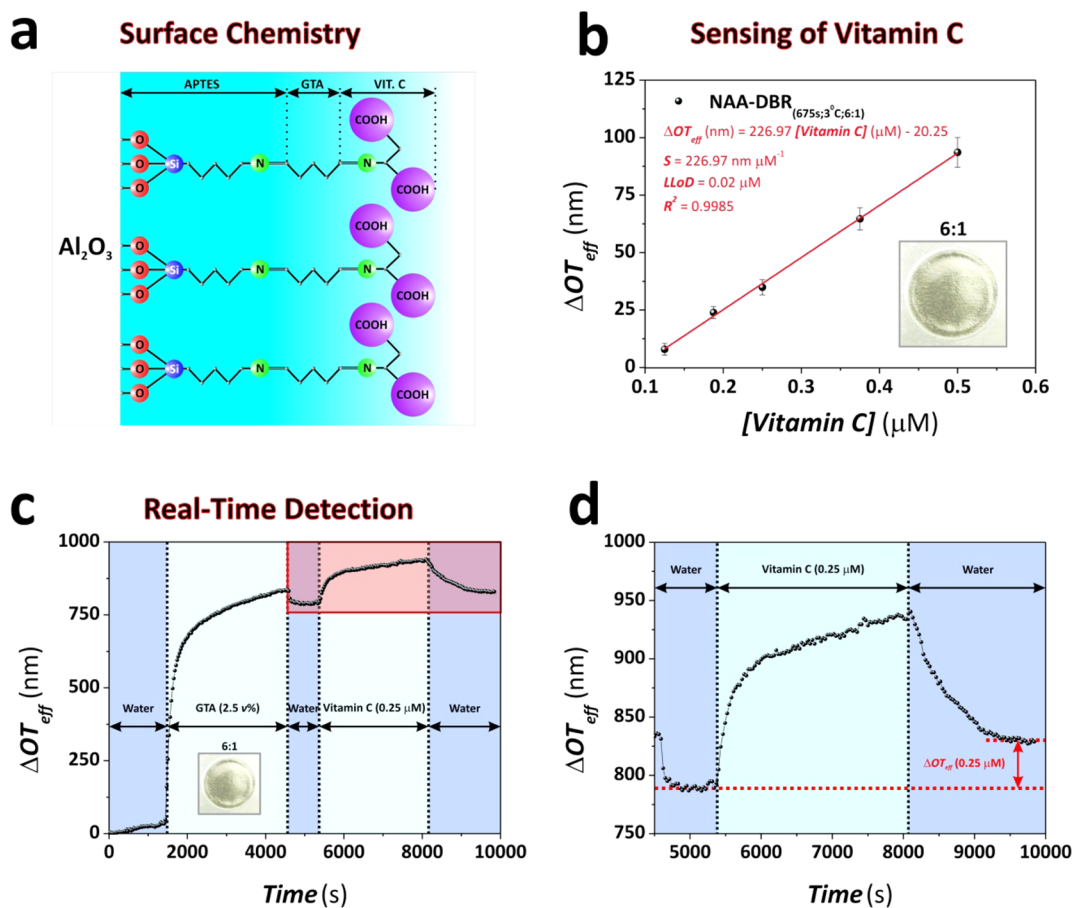 a
Surface Chemistry
APTES
GTA
VIT. C
COOH
O
O
Si
N
N
O
COOH
COOH
Al₂O₃
O
O
Si
N
N
O
COOH
COOH
O
O
Si
N
N
O
COOH
b
Sensing of Vitamin C
125
100
75
50
25
0
NAA-DBR(675s;3°C;6:1)
ΔOTeff (nm) = 226.97 [Vitamin C] (μM) - 20.25
S = 226.97 nm μM⁻¹
LLoD = 0.02 μM
R² = 0.9985
6:1
ΔOTeff (nm)
0.1 0.2 0.3 0.4 0.5 0.6
[Vitamin C] (μM)
c
Real-Time Detection
1000
750
500
250
0
ΔOTeff (nm)
Water
GTA (2.5 v%)
Water
Vitamin C (0.25 μM)
Water
6:1
0 2000 4000 6000 8000 10000
Time (s)
d
1000
950
900
850
800
750
ΔOTeff (nm)
Water
Vitamin C (0.25 μM)
Water
ΔOTeff (0.25 μM)
5000 6000 7000 8000 9000 10000
Time (s)